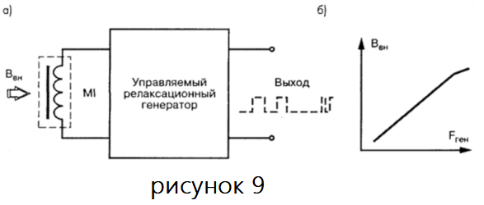 а)
б)
Bвн
MI
Управляемый
релаксационный
генератор
Выход
Bвн
Fген
рисунок 9